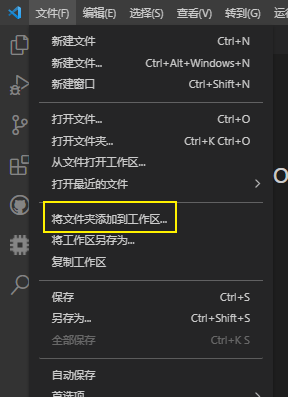 文件(F) 编辑(E) 选择(S) 查看(V) 转到(G) 运行
新建文件 Ctrl+N
新建文件... Ctrl+Alt+Windows+N
新建窗口 Ctrl+Shift+N
打开文件... Ctrl+O
打开文件夹... Ctrl+K Ctrl+O
从文件打开工作区...
打开最近的文件
将文件夹添加到工作区...
将工作区另存为...
复制工作区
保存 Ctrl+S
另存为... Ctrl+Shift+S
全部保存 Ctrl+K S
自动保存
首选项